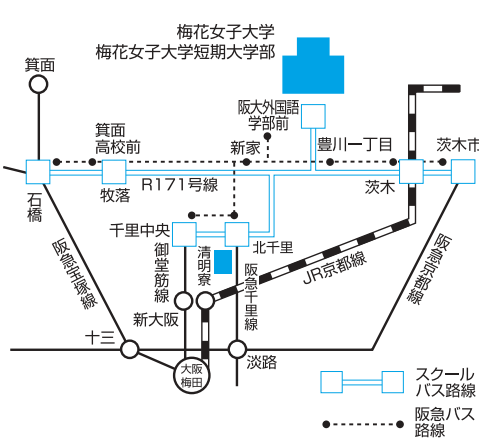 梅花女子大学
梅花女子大学短期大学部
箕面
阪大外国語
学部前
箕面
高校前
新家
豊川一丁目
茨木市
石橋
牧落
R171号線
茨木
千里中央
北千里
御堂筋線
清明寮
阪急宝塚線
阪急千里線
JR京都線
阪急京都線
新大阪
十三
淡路
大阪
梅田
スクール
バス路線
阪急バス
路線